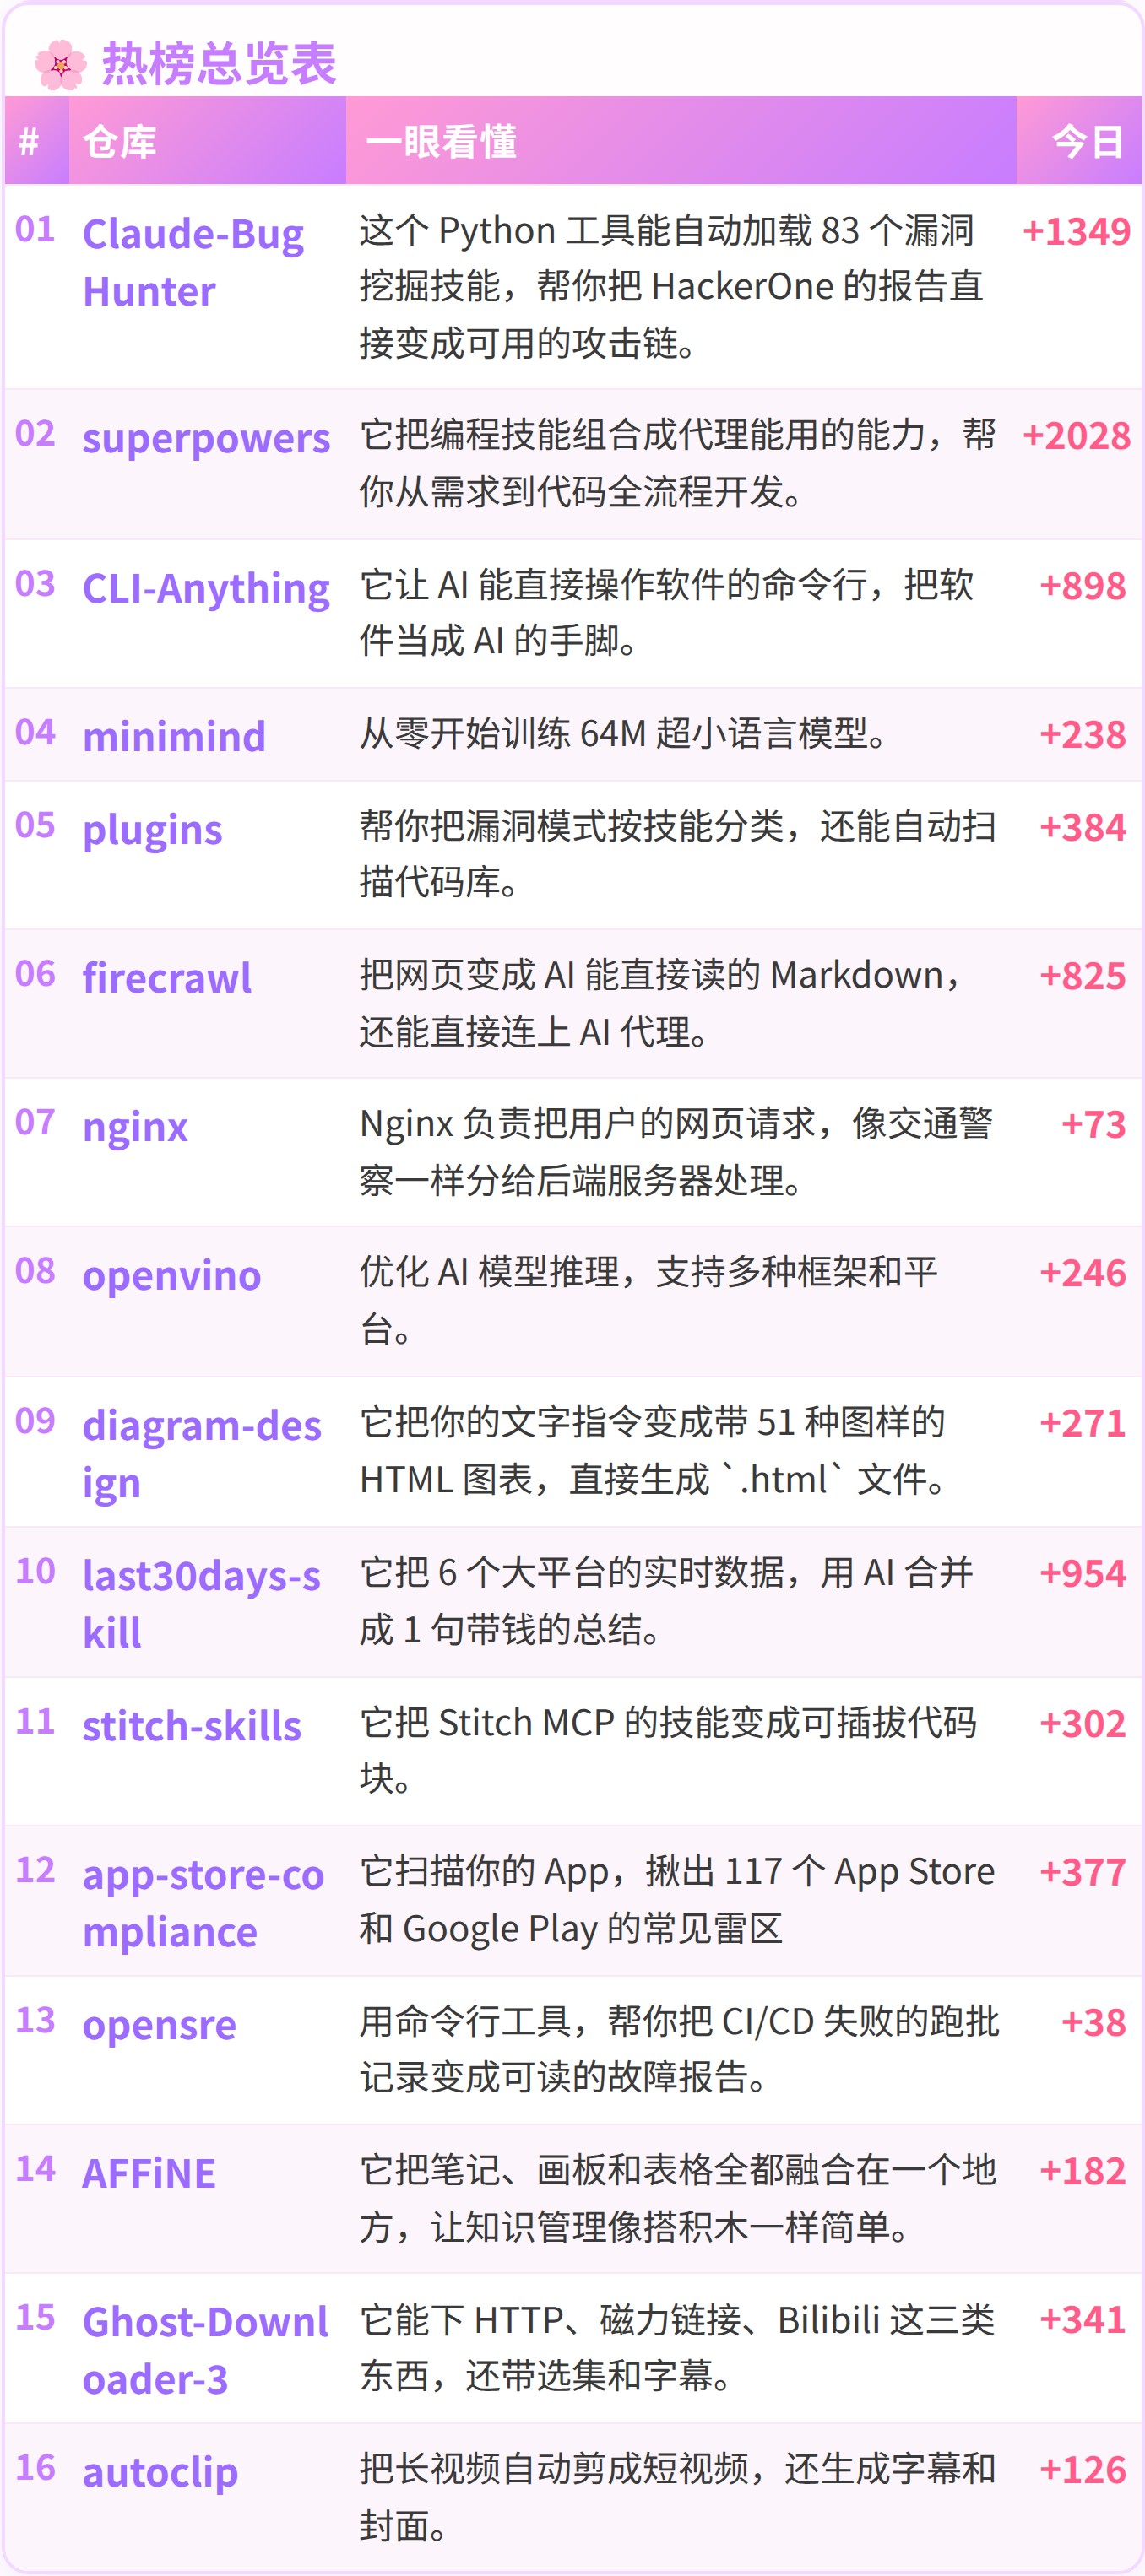 热榜总览表
# 仓库 一眼看懂 今日
01 Claude-Bug 这个 Python 工具能自动加载 83 个漏洞 +1349
Hunter 挖掘技能，帮你把 HackerOne 的报告直
接变成可用的攻击链。
02 superpowers 它把编程技能组合成代理能用的能力，帮 +2028
你从需求到代码全流程开发。
03 CLI-Anything 它让 AI 能直接操作软件的命令行，把软 +898
件当成 AI 的手脚。
04 minimind 从零开始训练 64M 超小语言模型。 +238
05 plugins 帮你把漏洞模式按技能分类，还能自动扫 +384
描代码库。
06 firecrawl 把网页变成 AI 能直接读的 Markdown， +825
还能直接连上 AI 代理。
07 nginx Nginx 负责把用户的网页请求，像交通警 +73
察一样分给后端服务器处理。
08 openvino 优化 AI 模型推理，支持多种框架和平 +246
台。
09 diagram-des 它把你的文字指令变成带 51 种图样的 +271
ign HTML 图表，直接生成 `.html` 文件。
10 last30days-s 它把 6 个大平台的实时数据，用 AI 合并 +954
kill 成 1 句带钱的总结。
11 stitch-skills 它把 Stitch MCP 的技能变成可插拔代码 +302
块。
12 app-store-co 它扫描你的 App，揪出 117 个 App Store +377
mpliance 和 Google Play 的常见雷区
13 opensre 用命令行工具，帮你把 CI/CD 失败的跑批 +38
记录变成可读的故障报告。
14 AFFiNE 它把笔记、画板和表格全都融合在一个地 +182
方，让知识管理像搭积木一样简单。
15 Ghost-Downl 它能下 HTTP、磁力链接、Bilibili 这三类 +341
oader-3 东西，还带选集和字幕。
16 autoclip 把长视频自动剪成短视频，还生成字幕和 +126
封面。